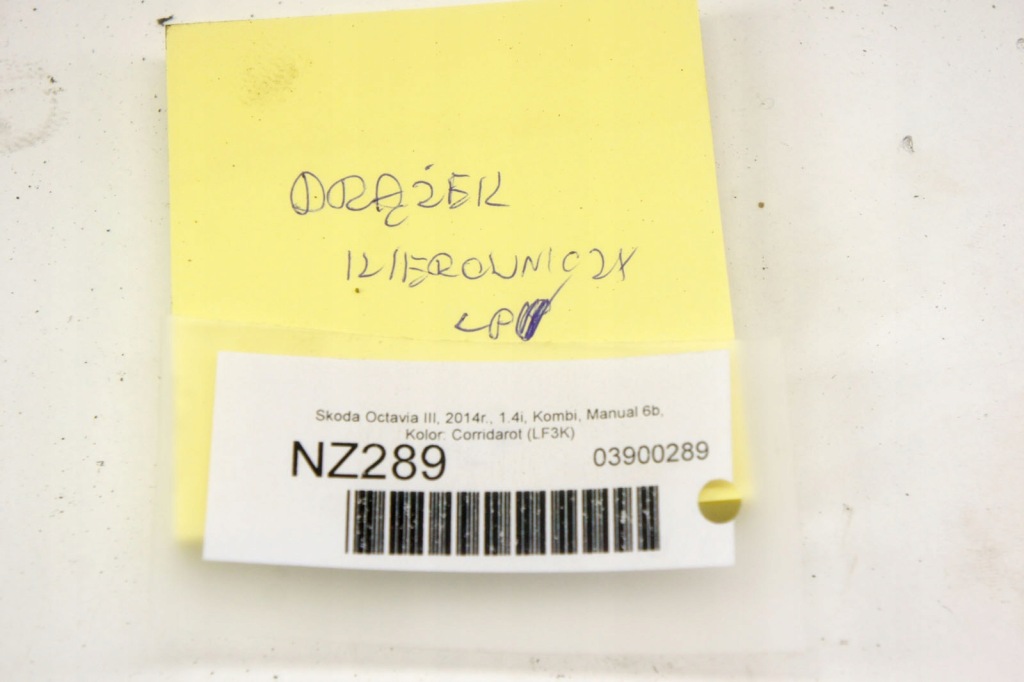 DRĄŻEK
KIEROWNICZY
LP
Skoda Octavia III, 2014r., 1.4i, Kombi, Manual 6b,
Kolor: Corridarot (LF3K)
NZ289
03900289